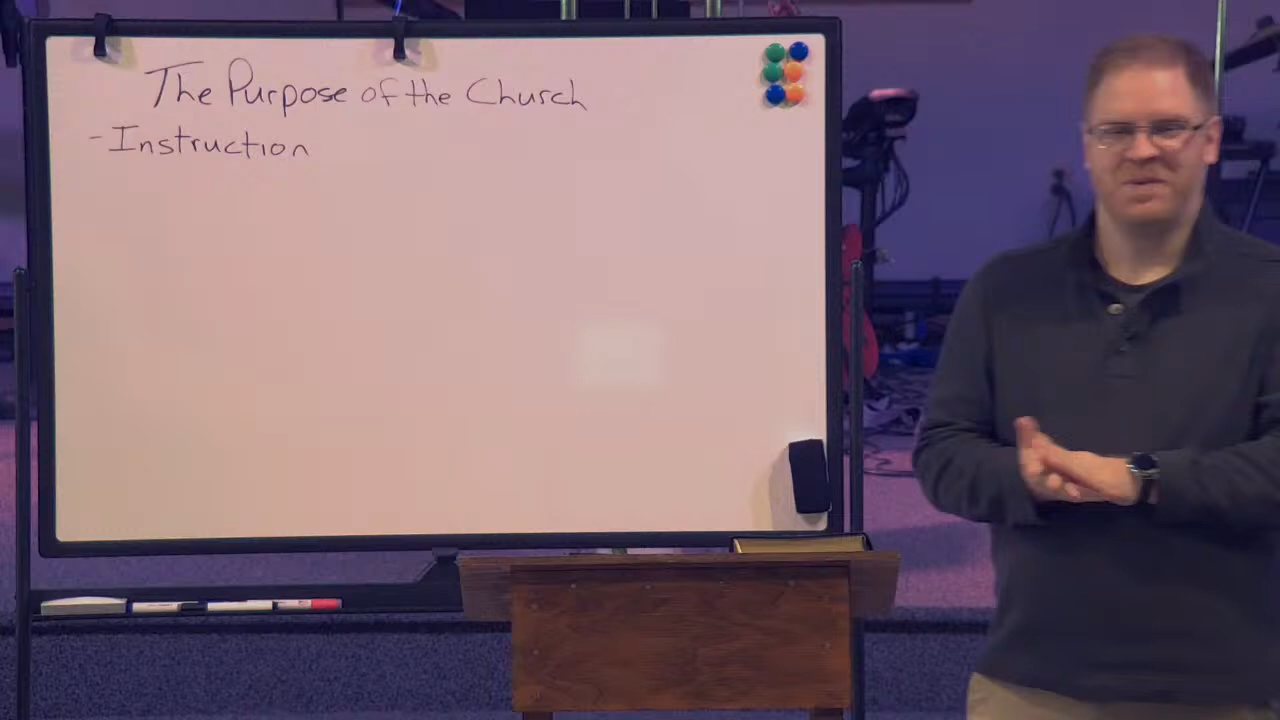 The Purpose of the Church
- Instruction